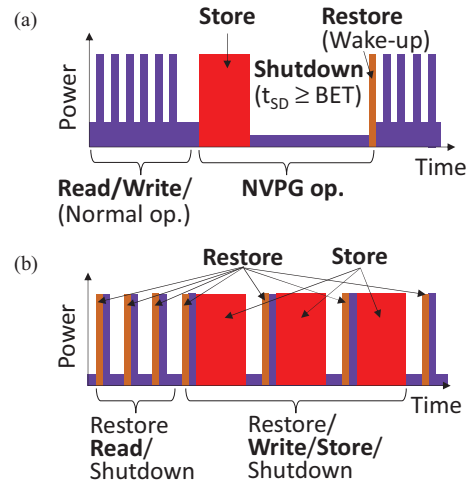 (a)
Store
Restore
(Wake-up)
Shutdown
(t_SD ≥ BET)
Power
Time
Read/Write/
(Normal op.)
NVPG op.
(b)
Restore
Store
Power
Time
Restore
Read/
Shutdown
Restore/
Write/Store/
Shutdown